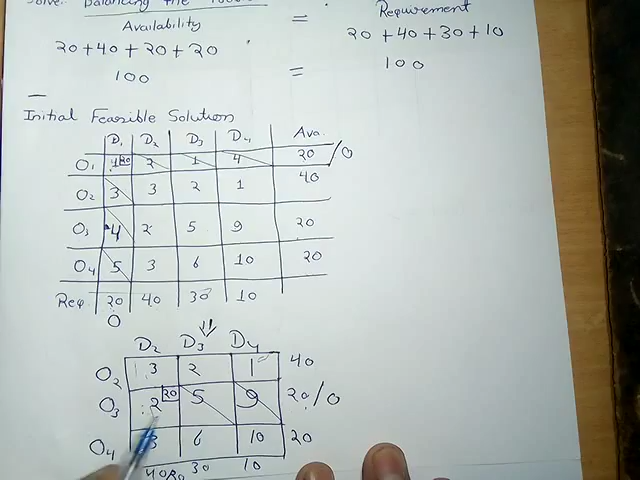 Solve: Balancing the
Availability = Requirement
20 + 40 + 20 + 20 20 + 40 + 30 + 10
100 = 100
Initial Feasible Solution
D1 D2 D3 D4 Ava.
O1 4 20 2 1 4 20/0
O2 3 3 2 1 40
O3 4 2 5 9 20
O4 5 3 6 10 20
Req 20 40 30 10
0
D2 D3 D4
O2 3 2 1 40
O3 2 20 5 9 20/0
O4 3 6 10 20
30 10